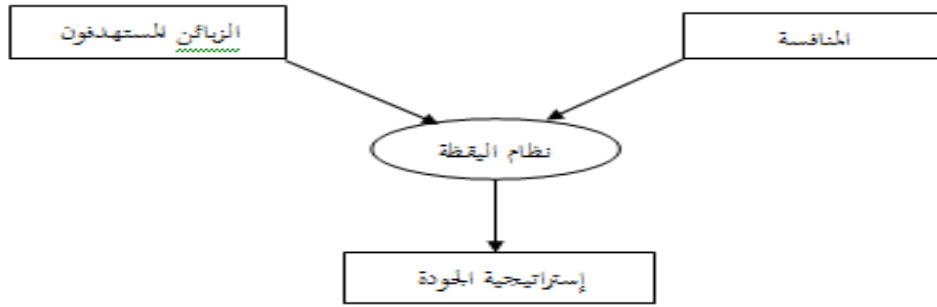 المنافسة
الزبائن المستهدفون
نظام اليقظة
إستراتيجية الجودة